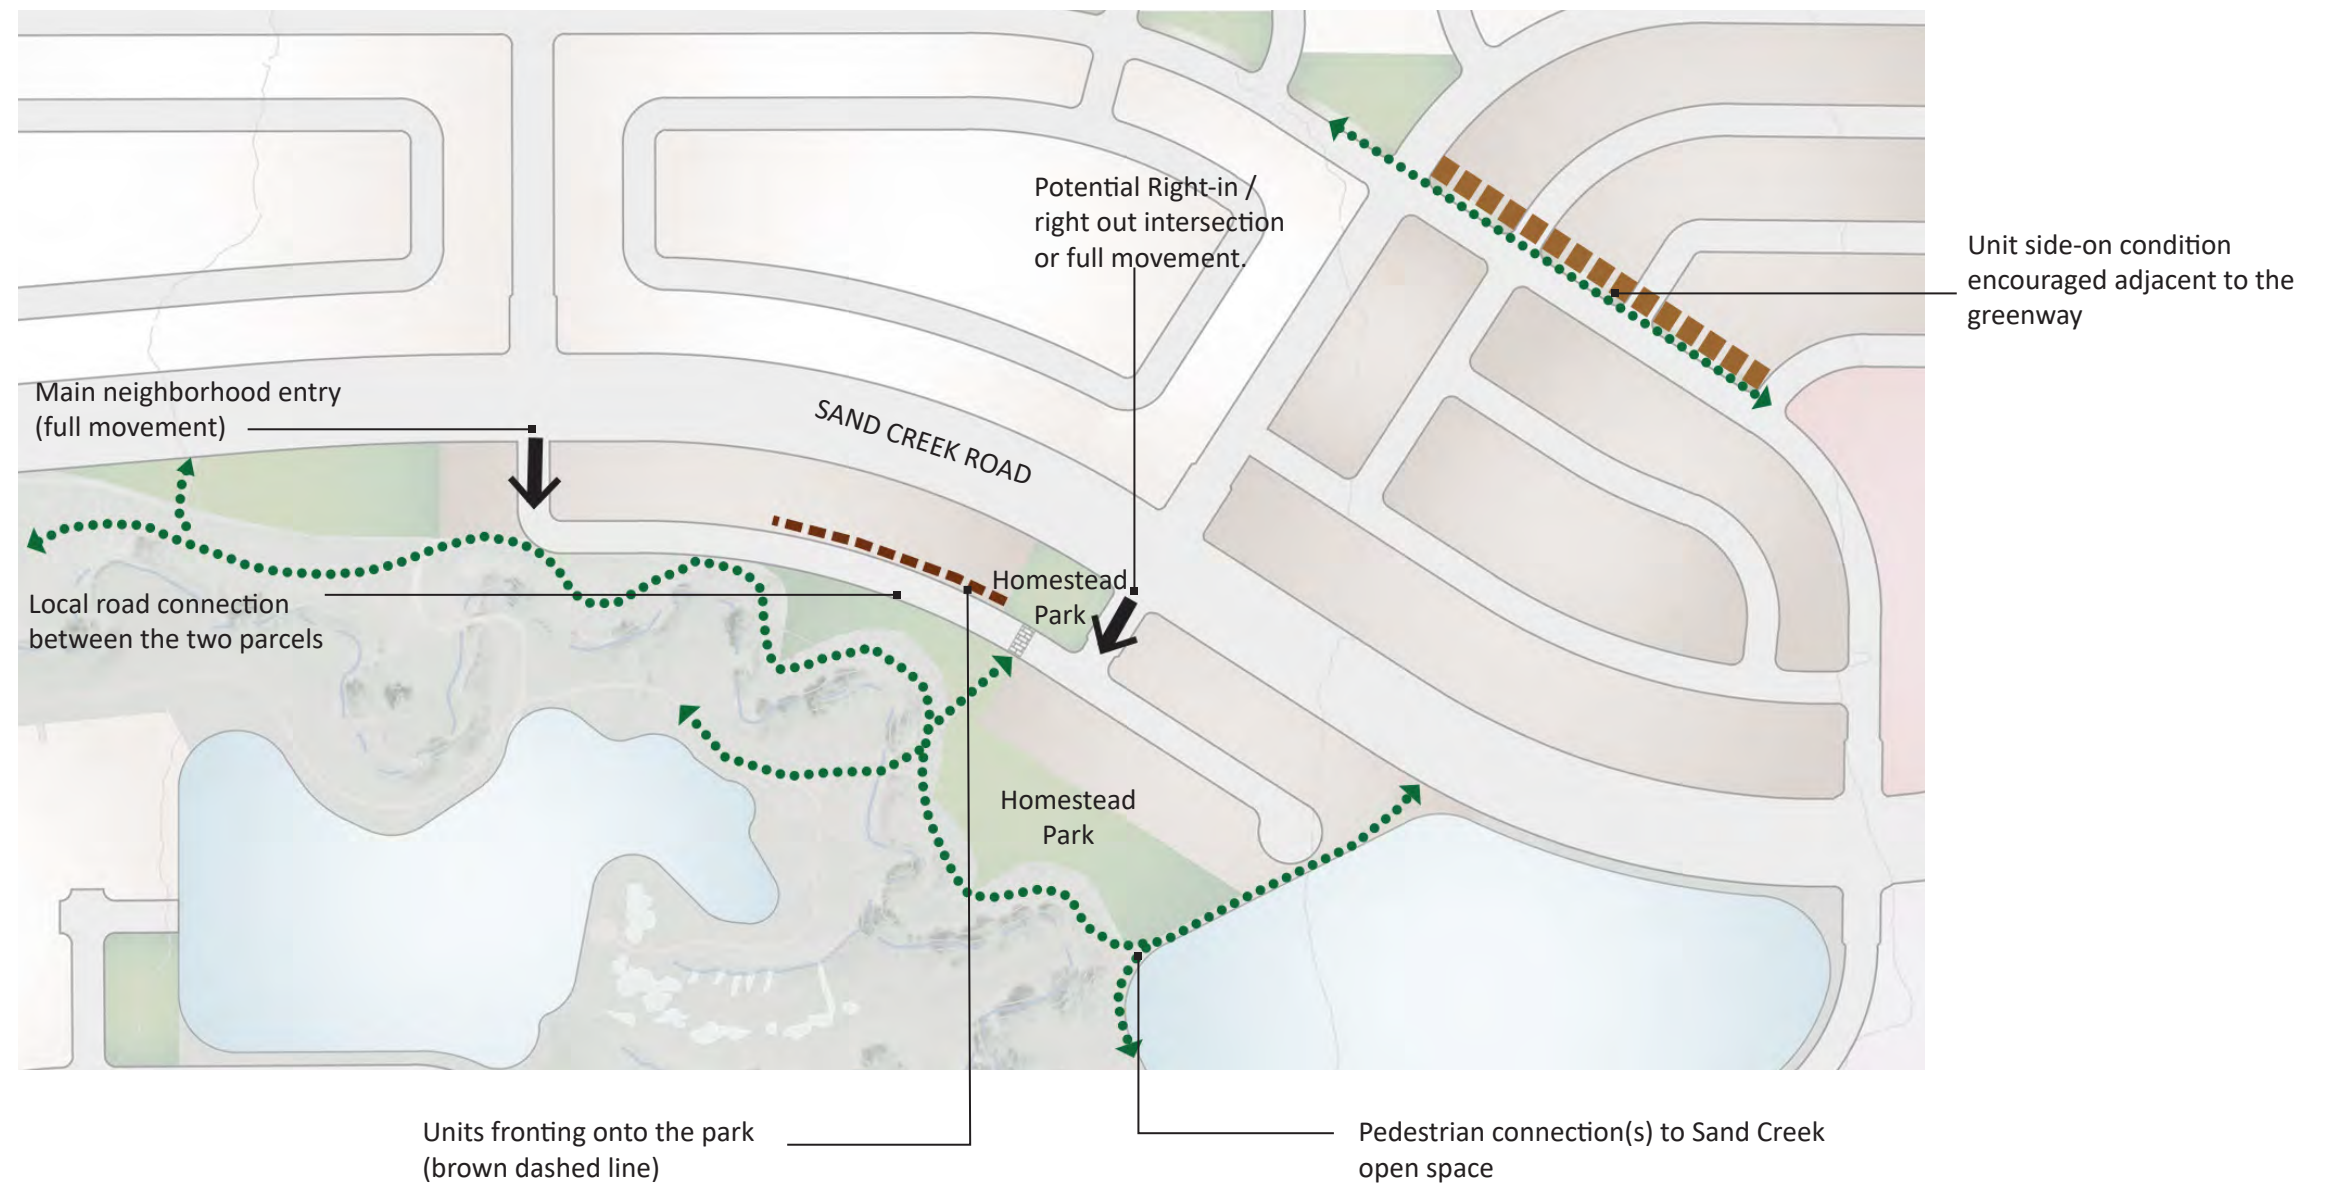 Potential Right-in /
right out intersection
or full movement.
Unit side-on condition
encouraged adjacent to the
greenway
Main neighborhood entry
(full movement)
SAND CREEK ROAD
Homestead
Park
Local road connection
between the two parcels
Homestead
Park
Units fronting onto the park
(brown dashed line)
Pedestrian connection(s) to Sand Creek
open space